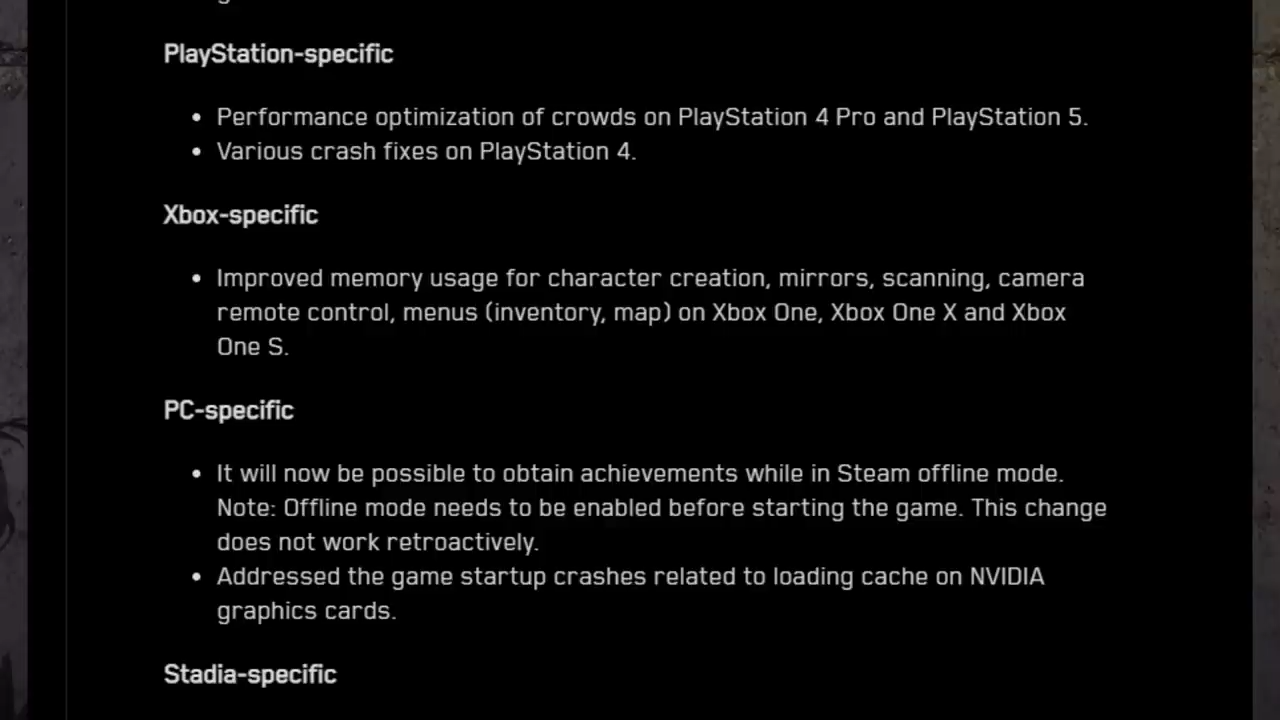 PlayStation-specific
• Performance optimization of crowds on PlayStation 4 Pro and PlayStation 5.
• Various crash fixes on PlayStation 4.
Xbox-specific
• Improved memory usage for character creation, mirrors, scanning, camera
remote control, menus (inventory, map) on Xbox One, Xbox One X and Xbox
One S.
PC-specific
• It will now be possible to obtain achievements while in Steam offline mode.
Note: Offline mode needs to be enabled before starting the game. This change
does not work retroactively.
• Addressed the game startup crashes related to loading cache on NVIDIA
graphics cards.
Stadia-specific